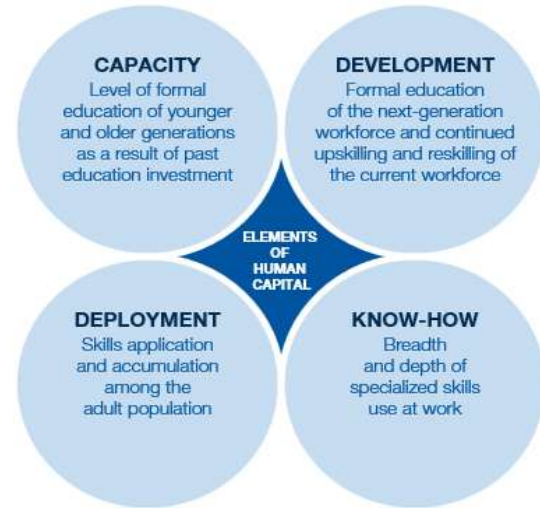 CAPACITY
Level of formal
education of younger
and older generations
as a result of past
education investment
DEVELOPMENT
Formal education
of the next-generation
workforce and continued
upskilling and reskilling of
the current workforce
ELEMENTS
OF
HUMAN
CAPITAL
DEPLOYMENT
Skills application
and accumulation
among the
adult population
KNOW-HOW
Breadth
and depth of
specialized skills
use at work